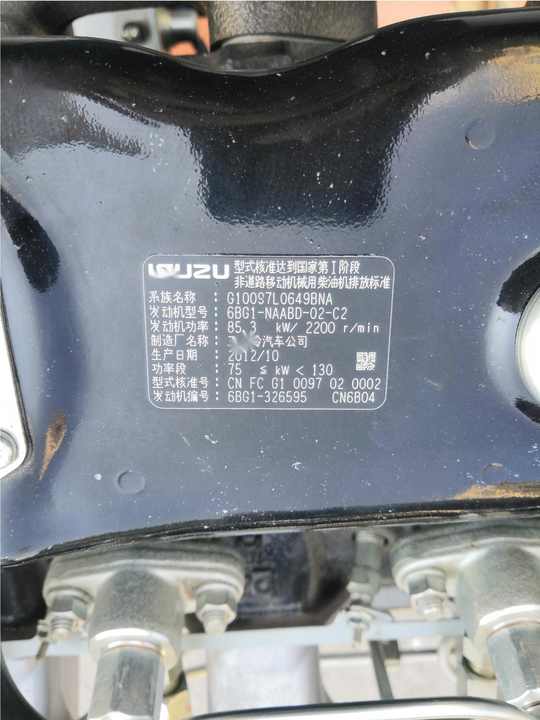 ISUZU 型式核准达到国家第Ⅰ阶段
非道路移动机械用柴油机排放标准
系族名称 : G100S7L0649BNA
发动机型号: 6BG1-NAABD-02-C2
发动机功率: 85.3 kW/ 2200 r/min
制造厂名称: 汽车公司
生产日期 : 2012/10
功率段 : 75 ≤ kW < 130
型式核准号: CN FC G1 0097 02 0002
发动机编号: 6BG1-326595 CN6B04